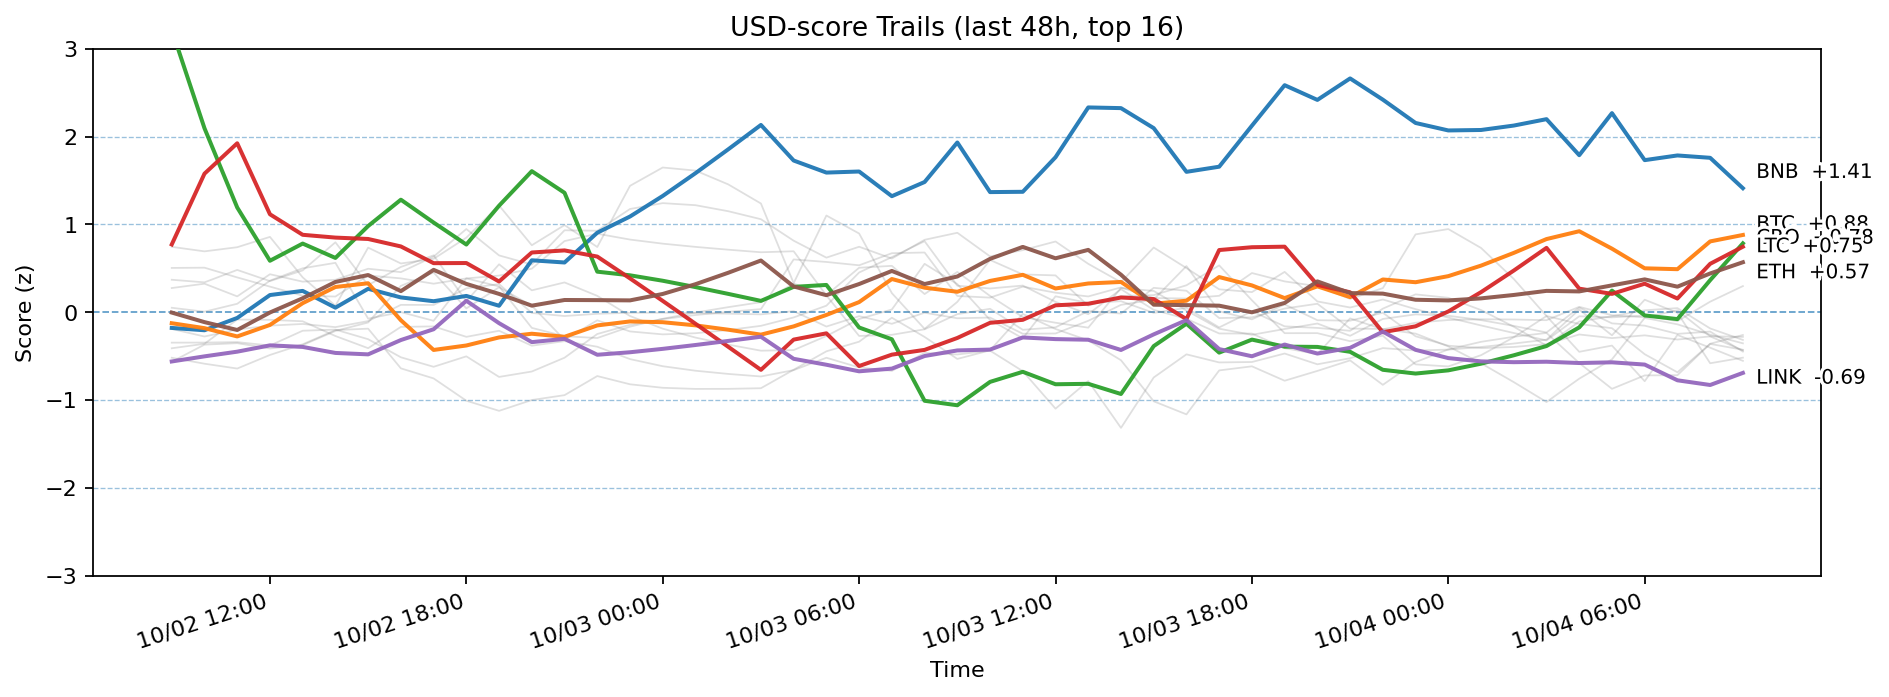 USD-score Trails (last 48h, top 16)
Score (z)
3
2
1
0
−1
−2
−3
BNB +1.41
BTC +0.88
LTC +0.75
ETH +0.57
LINK -0.69
10/02 12:00
10/02 18:00
10/03 00:00
10/03 06:00
10/03 12:00
10/03 18:00
10/04 00:00
10/04 06:00
Time